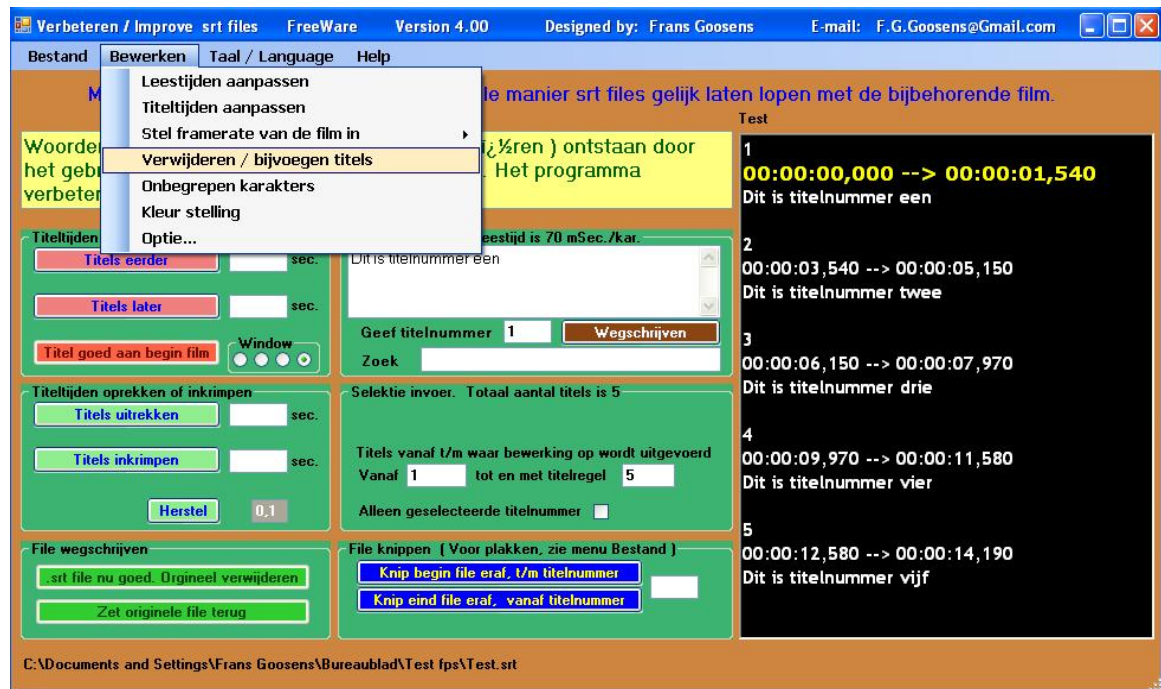 Verbeteren / Improve srt files FreeWare Version 4.00 Designed by: Frans Goosens E-mail: F.G.Goosens@Gmail.com
Bestand Bewerken Taal / Language Help
Leestijden aanpassen
Titeltijden aanpassen
Stel framerate van de film in
Verwijderen / bijvoegen titels
Onbegrepen karakters
Kleur stelling
Optie...
M le manier srt files gelijk laten lopen met de bijbehorende film.
Woorde ï¿½ren ) ontstaan door
het gebr . Het programma
verbeter
Titeltijden
Titels eerder sec.
Titels later sec.
Titel goed aan begin film Window
eestijd is 70 mSec./kar.
Dit is titelnummer een
Geef titelnummer 1 Wegschrijven
Zoek
Titeltijden oprekken of inkrimpen
Titels uitrekken sec.
Titels inkrimpen sec.
Herstel 0,1
Selektie invoer. Totaal aantal titels is 5
Titels vanaf t/m waar bewerking op wordt uitgevoerd
Vanaf 1 tot en met titelregel 5
Alleen geselecteerde titelnummer
File wegschrijven
.srt file nu goed. Orgineel verwijderen
Zet originele file terug
File knippen ( Voor plakken, zie menu Bestand )
Knip begin file eraf, t/m titelnummer
Knip eind file eraf, vanaf titelnummer
Test
1
00:00:00,000 --> 00:00:01,540
Dit is titelnummer een
2
00:00:03,540 --> 00:00:05,150
Dit is titelnummer twee
3
00:00:06,150 --> 00:00:07,970
Dit is titelnummer drie
4
00:00:09,970 --> 00:00:11,580
Dit is titelnummer vier
5
00:00:12,580 --> 00:00:14,190
Dit is titelnummer vijf
C:\Documents and Settings\Frans Goosens\Bureaublad\Test fps\Test.srt